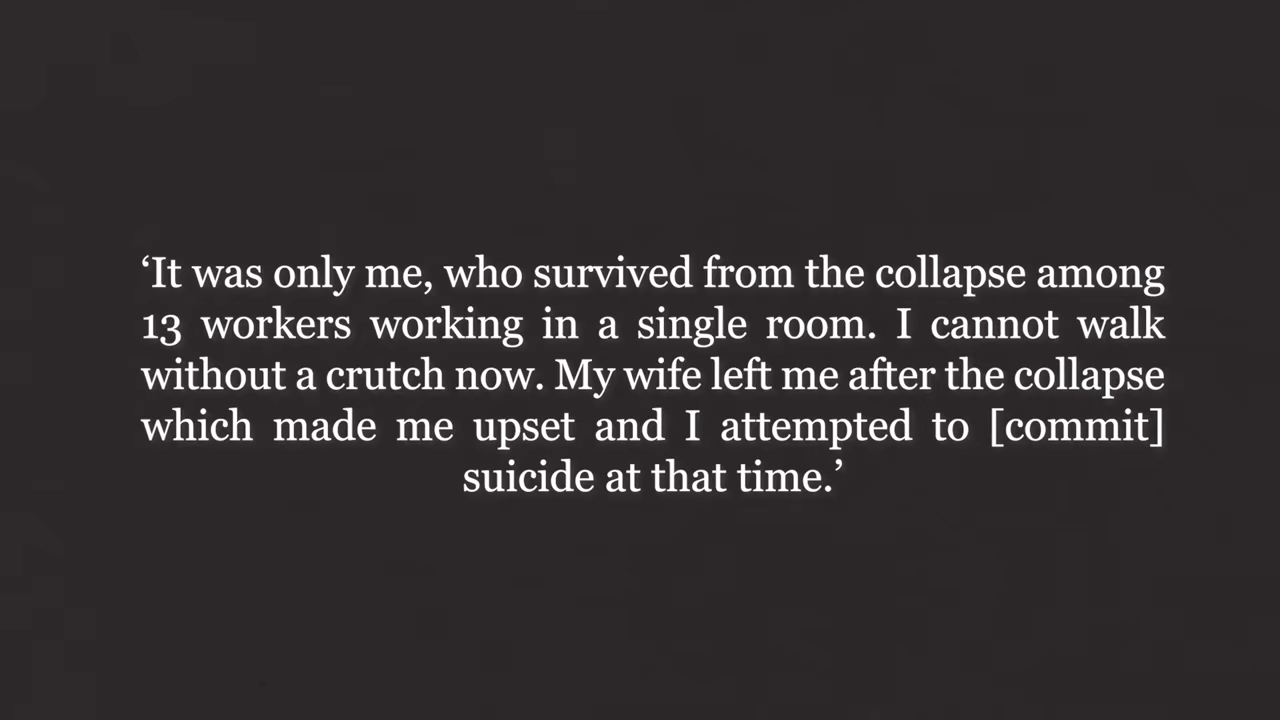 ‘It was only me, who survived from the collapse among
13 workers working in a single room. I cannot walk
without a crutch now. My wife left me after the collapse
which made me upset and I attempted to [commit]
suicide at that time.’